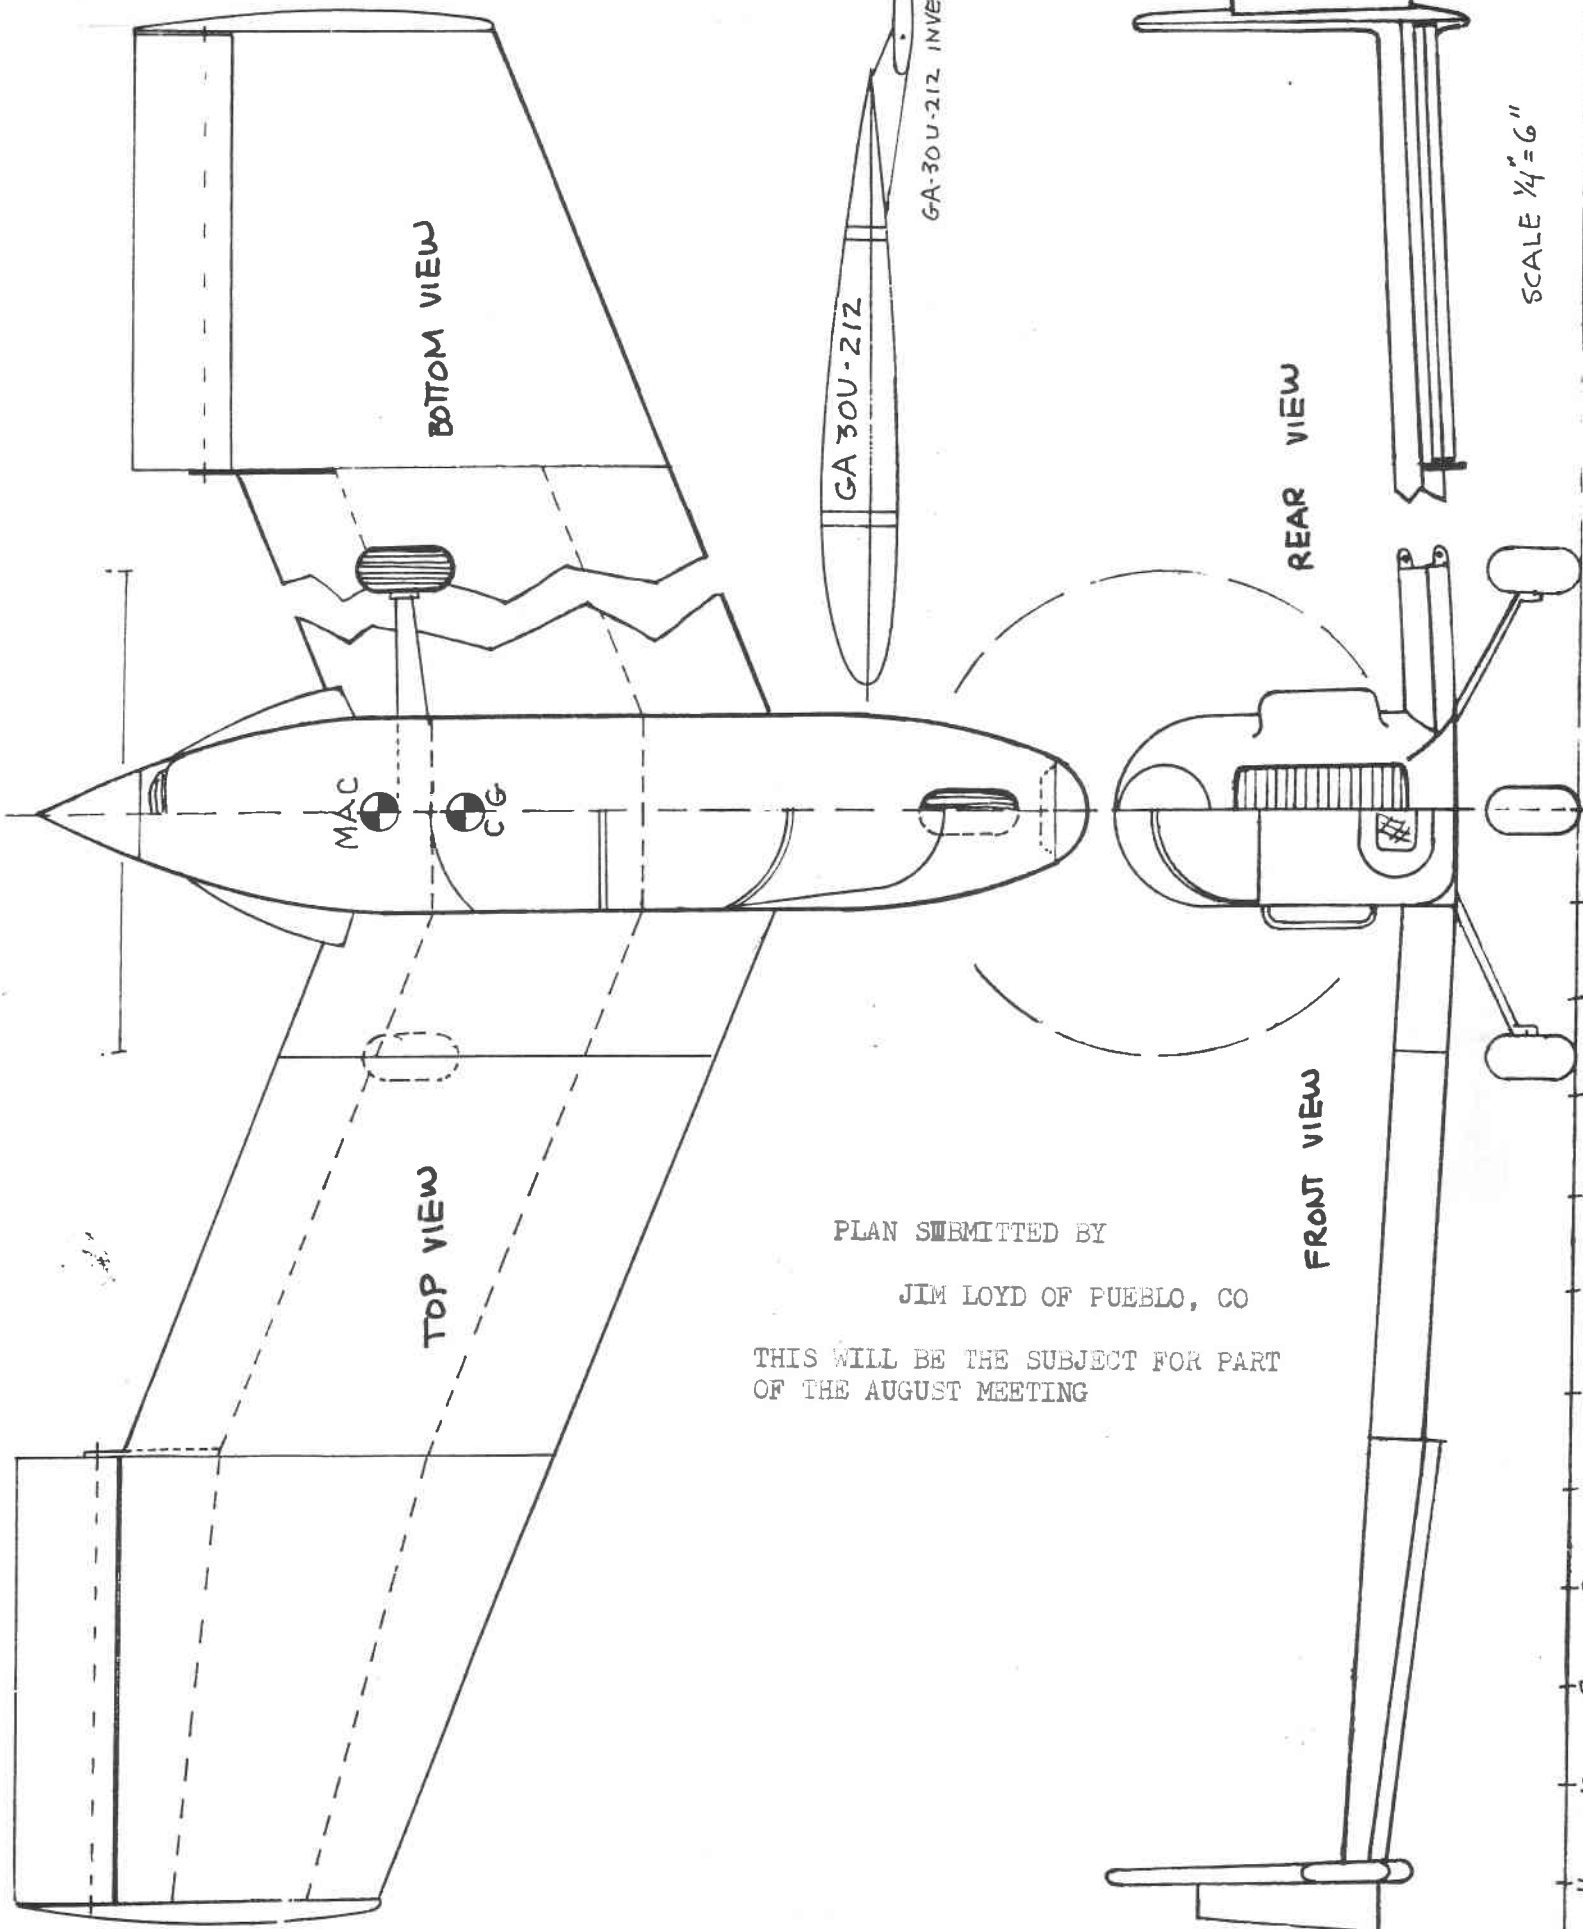 BOTTOM VIEW
GA-30U-212 INVE
SCALE 1/4"=6"
GA 30U-212
REAR VIEW
MAC
CG
TOP VIEW
FRONT VIEW
PLAN SUBMITTED BY
JIM LOYD OF PUEBLO, CO
THIS WILL BE THE SUBJECT FOR PART
OF THE AUGUST MEETING